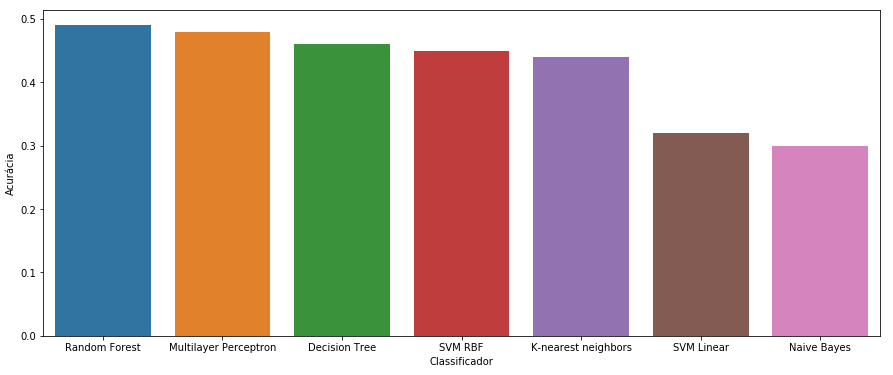 0.5
0.4
0.3
0.2
0.1
0.0
Acurácia
Random Forest
Multilayer Perceptron
Decision Tree
SVM RBF
K-nearest neighbors
SVM Linear
Naive Bayes
Classificador